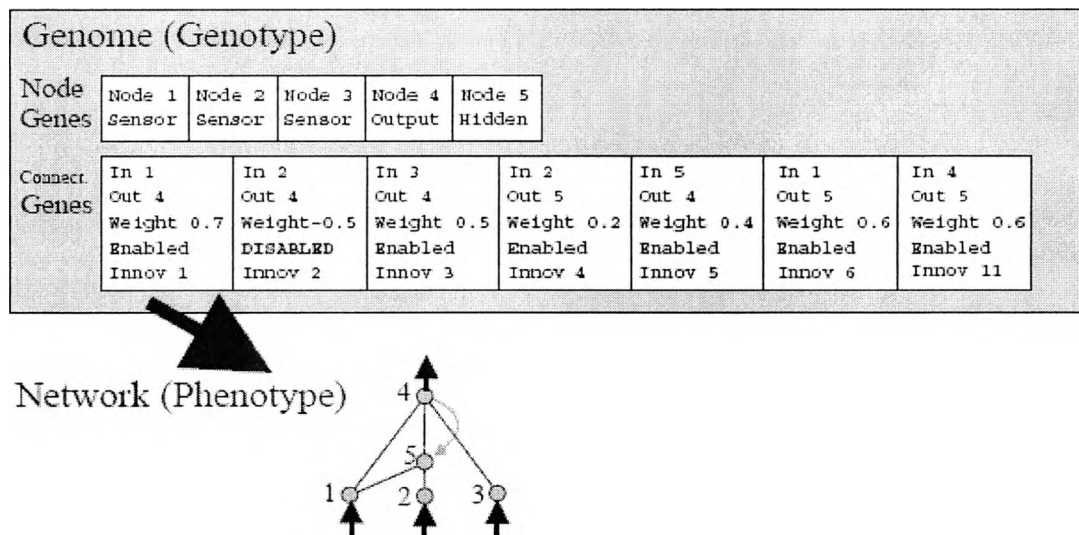 Genome (Genotype)
Node Genes
Node 1 Node 2 Node 3 Node 4 Node 5
Sensor Sensor Sensor Output Hidden
Connect. Genes
In 1 In 2 In 3 In 2 In 5 In 1 In 4
Out 4 Out 4 Out 4 Out 5 Out 4 Out 5 Out 5
Weight 0.7 Weight-0.5 Weight 0.5 Weight 0.2 Weight 0.4 Weight 0.6 Weight 0.6
Enabled DISABLED Enabled Enabled Enabled Enabled Enabled
Innov 1 Innov 2 Innov 3 Innov 4 Innov 5 Innov 6 Innov 11
Network (Phenotype)
4
5
1 2 3